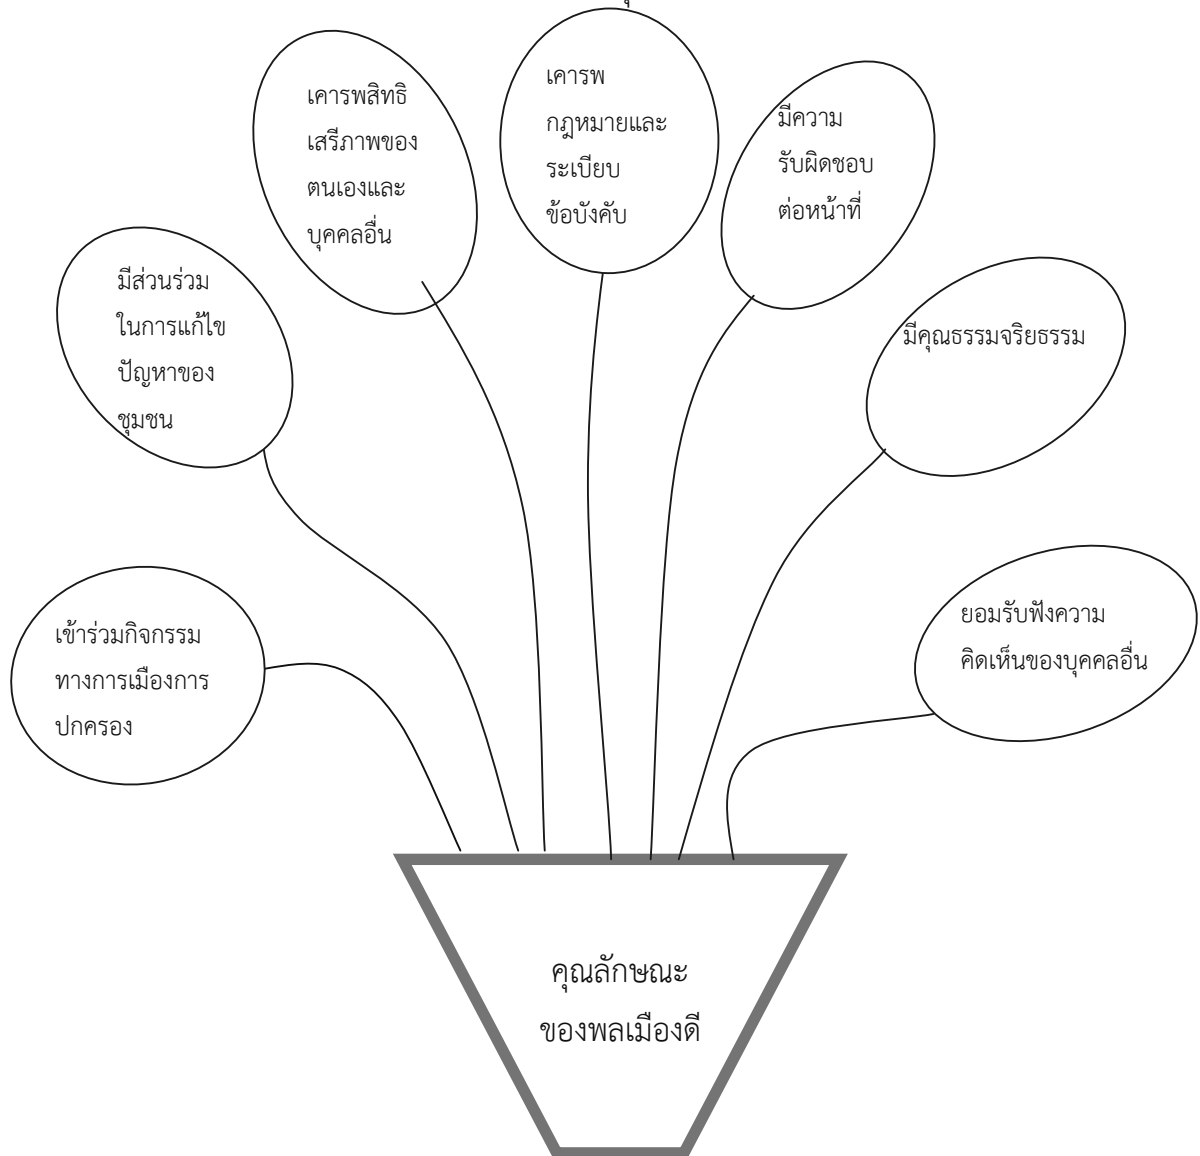 เคารพสิทธิ
เสรีภาพของ
ตนเองและ
บุคคลอื่น
เคารพ
กฎหมายและ
ระเบียบ
ข้อบังคับ
มีความ
รับผิดชอบ
ต่อหน้าที่
มีส่วนร่วม
ในการแก้ไข
ปัญหาของ
ชุมชน
มีคุณธรรมจริยธรรม
เข้าร่วมกิจกรรม
ทางการเมืองการ
ปกครอง
ยอมรับฟังความ
คิดเห็นของบุคคลอื่น
คุณลักษณะ
ของพลเมืองดี